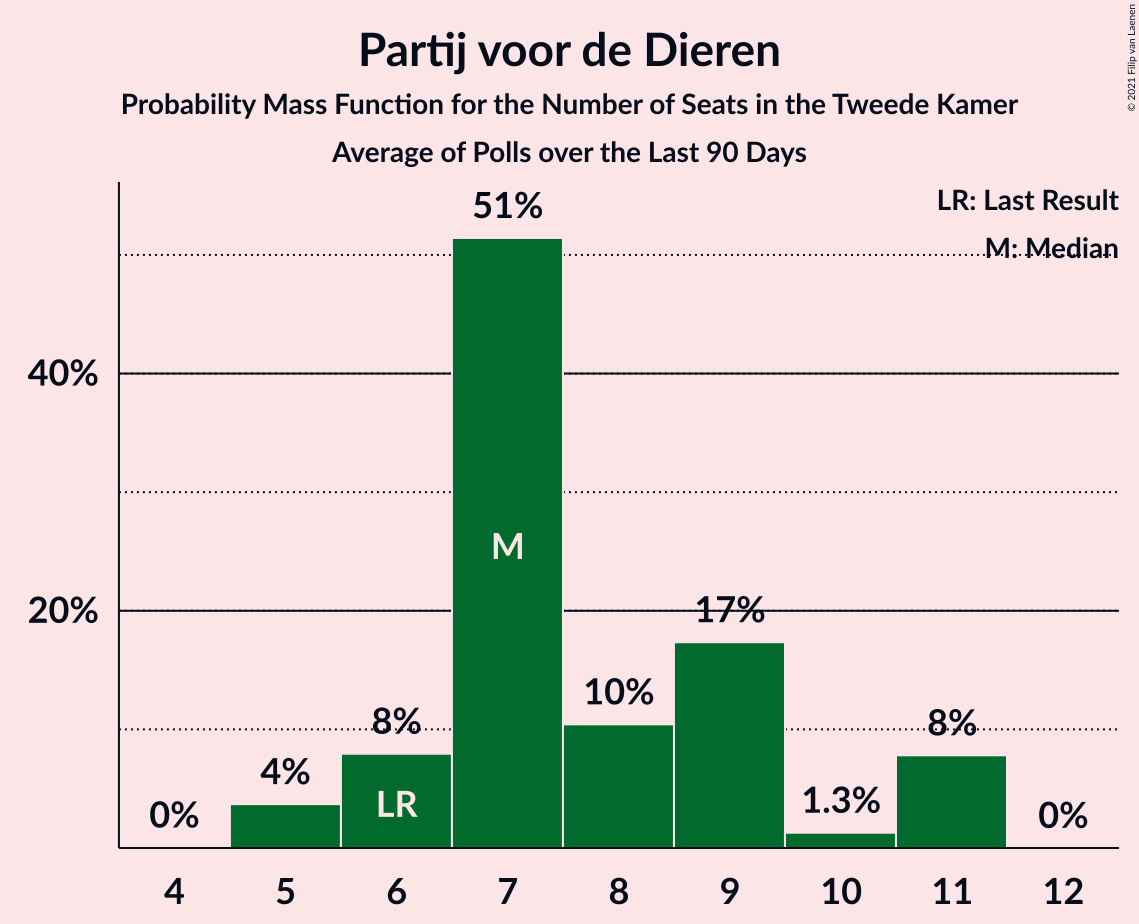 Partij voor de Dieren
Probability Mass Function for the Number of Seats in the Tweede Kamer
Average of Polls over the Last 90 Days
© 2021 Filip van Laenen
LR: Last Result
M: Median
40%
20%
0%
4%
8%
51%
10%
17%
1.3%
8%
0%
LR
M
4 5 6 7 8 9 10 11 12